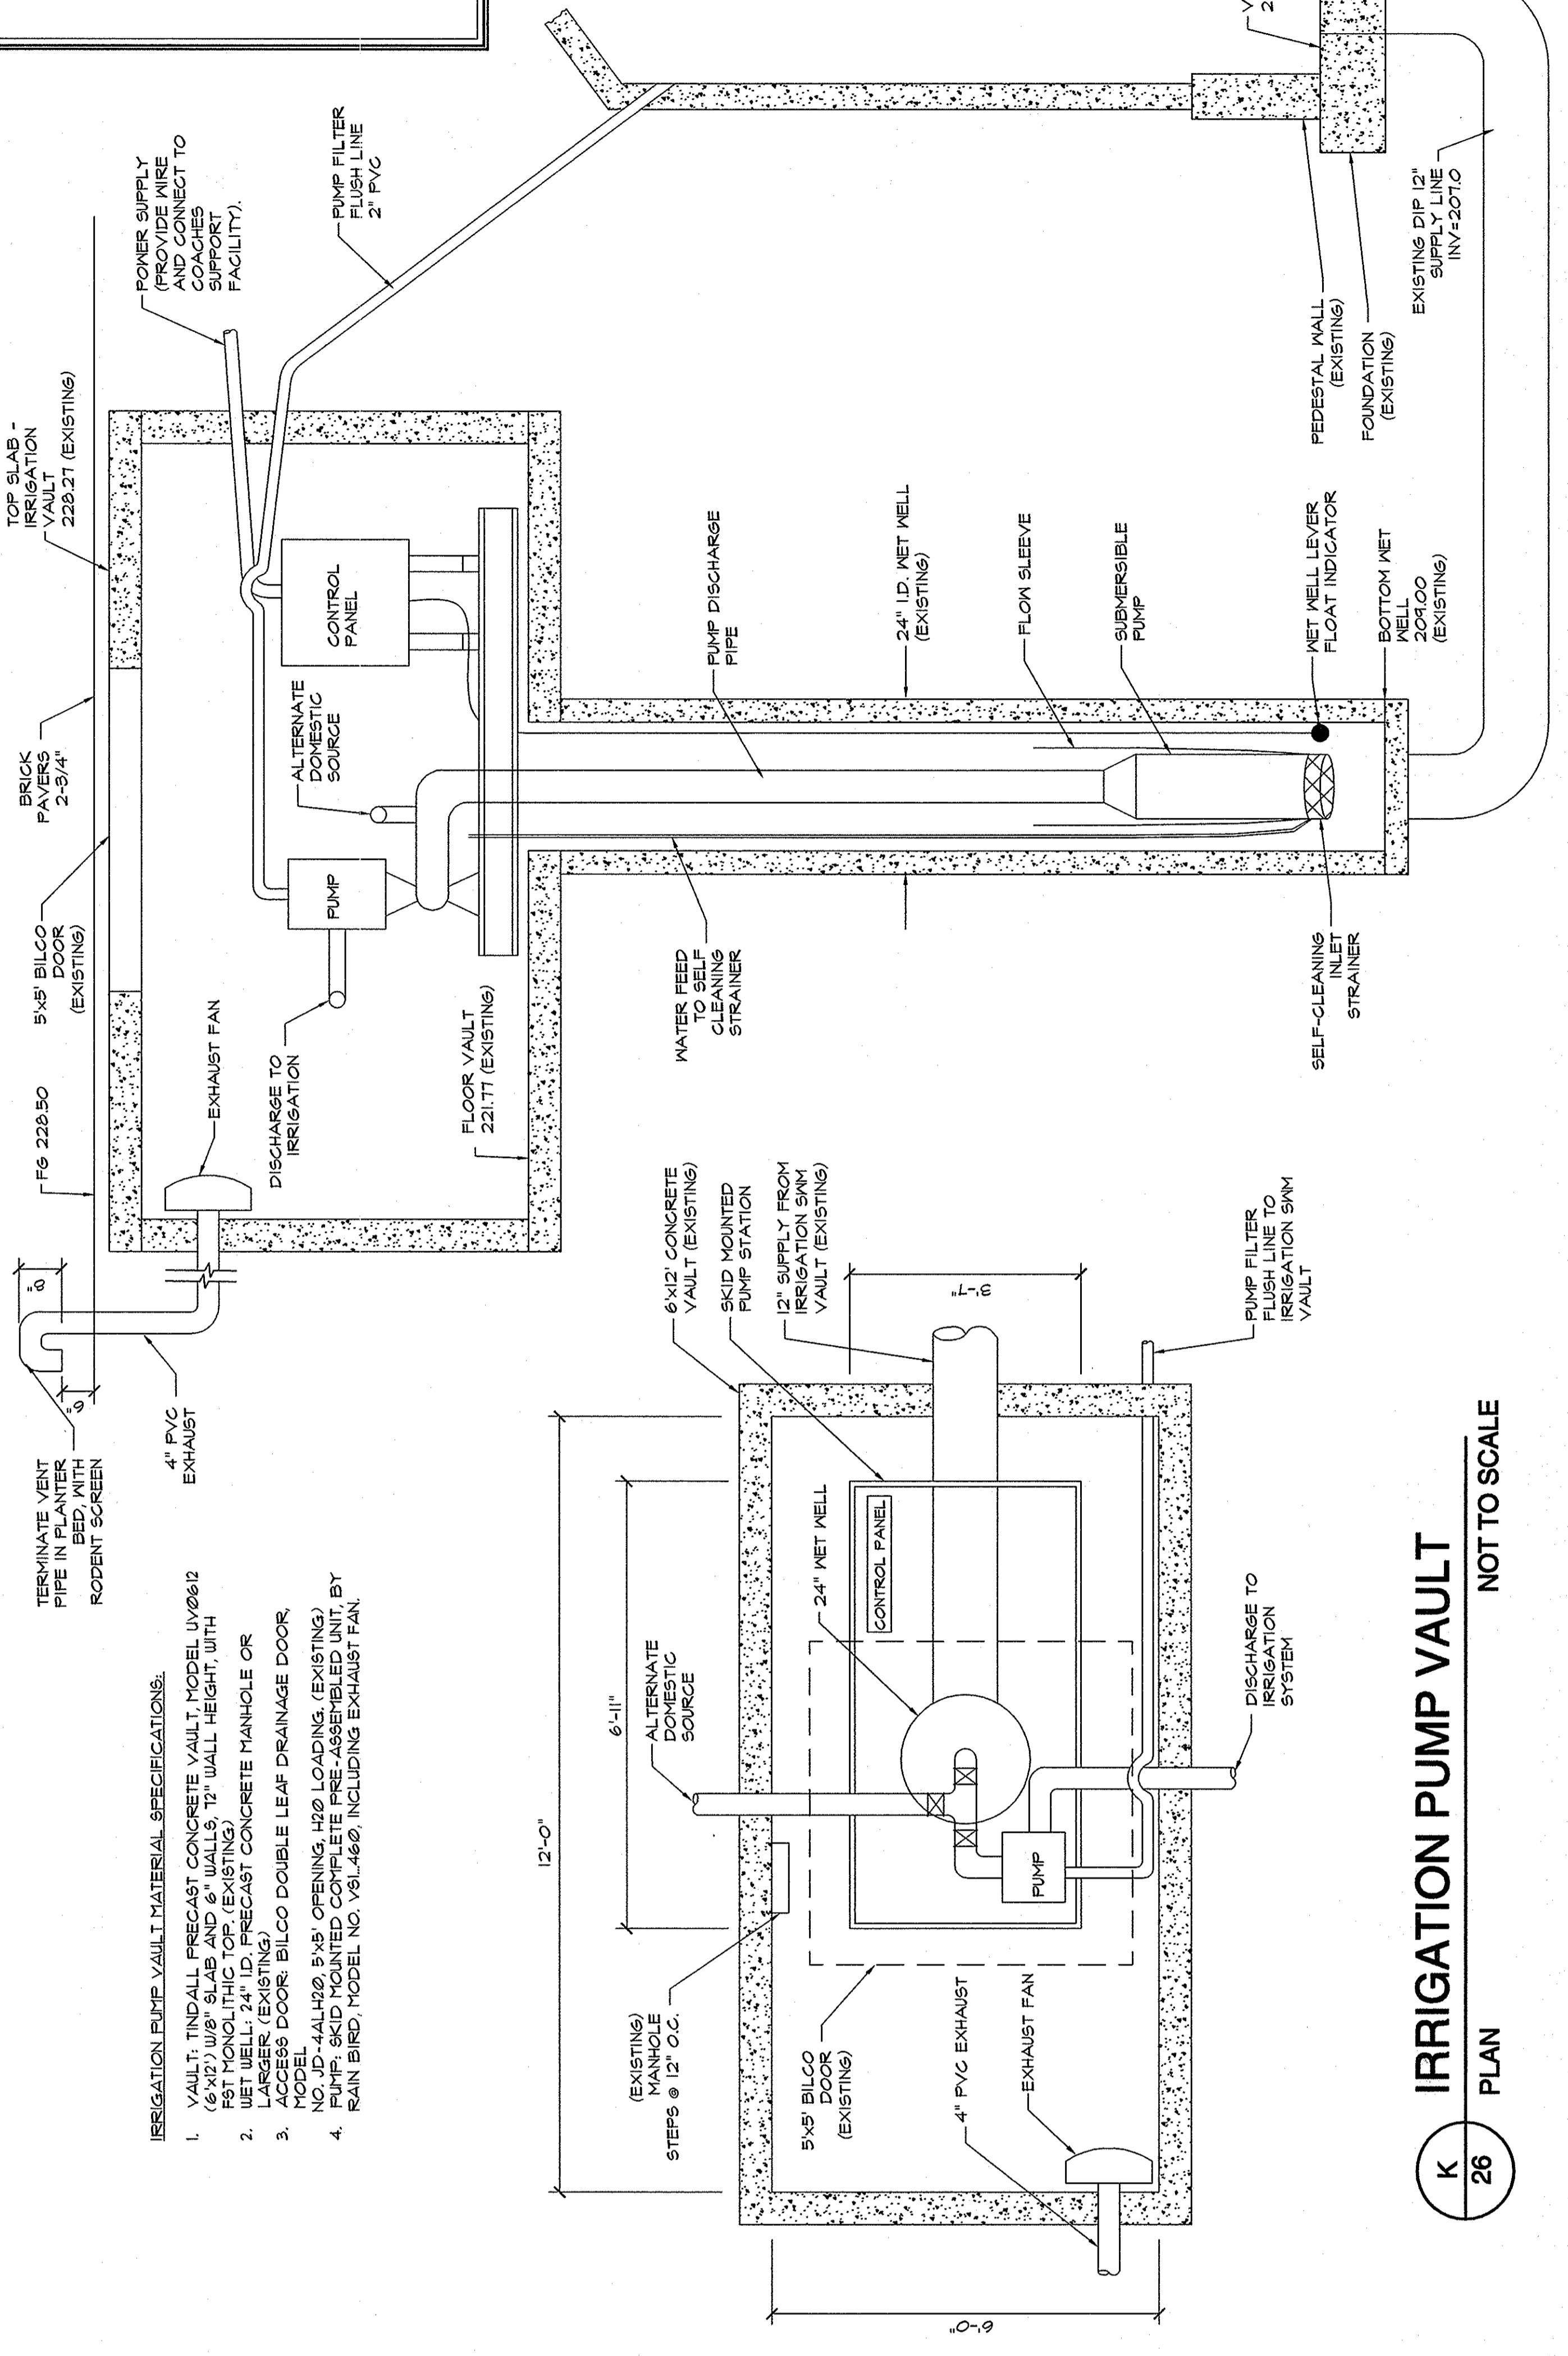 IRRIGATION PUMP VAULT MATERIAL SPECIFICATIONS:
1. VAULT: TINDALL PRECAST CONCRETE VAULT, MODEL UV0612
(6'x12') W/8" SLAB AND 6" WALLS, 72" WALL HEIGHT, WITH
FST MONOLITHIC TOP. (EXISTING)
2. WET WELL: 24" I.D. PRECAST CONCRETE MANHOLE OR
LARGER (EXISTING)
3. ACCESS DOOR: BILCO DOUBLE LEAF DRAINAGE DOOR,
MODEL
NO. JD-4ALH20, 5'x5' OPENING, H20 LOADING. (EXISTING)
4. PUMP: SKID MOUNTED COMPLETE PRE-ASSEMBLED UNIT, BY
RAIN BIRD, MODEL NO. VSI...460, INCLUDING EXHAUST FAN.
TERMINATE VENT
PIPE IN PLANTER
BED, WITH
RODENT SCREEN
6"
6"
4" PVC
EXHAUST
FG 228.50
EXHAUST FAN
5'x5' BILCO
DOOR
(EXISTING)
BRICK
PAVERS
2-3/4"
TOP SLAB -
IRRIGATION
VAULT
228.27 (EXISTING)
POWER SUPPLY
(PROVIDE WIRE
AND CONNECT TO
COACHES
SUPPORT
FACILITY).
PUMP FILTER
FLUSH LINE
2" PVC
DISCHARGE TO
IRRIGATION
PUMP
ALTERNATE
DOMESTIC
SOURCE
CONTROL
PANEL
FLOOR VAULT
221.77 (EXISTING)
WATER FEED
TO SELF
CLEANING
STRAINER
PUMP DISCHARGE
PIPE
24" I.D. WET WELL
(EXISTING)
FLOW SLEEVE
SUBMERSIBLE
PUMP
SELF-CLEANING
INLET
STRAINER
WET WELL LEVER
FLOAT INDICATOR
BOTTOM WET
WELL
209.00
(EXISTING)
PEDESTAL WALL
(EXISTING)
FOUNDATION
(EXISTING)
EXISTING DIP 12"
SUPPLY LINE
INV=207.0
V
2
12'-0"
6'-11"
ALTERNATE
DOMESTIC
SOURCE
(EXISTING)
MANHOLE
STEPS @ 12" O.C.
5'x5' BILCO
DOOR
(EXISTING)
4" PVC EXHAUST
EXHAUST FAN
24" WET WELL
CONTROL PANEL
PUMP
6'x12' CONCRETE
VAULT (EXISTING)
SKID MOUNTED
PUMP STATION
12" SUPPLY FROM
IRRIGATION SWM
VAULT (EXISTING)
3'-7"
PUMP FILTER
FLUSH LINE TO
IRRIGATION SWM
VAULT
DISCHARGE TO
IRRIGATION
SYSTEM
6'-0"
K
26
IRRIGATION PUMP VAULT
PLAN
NOT TO SCALE